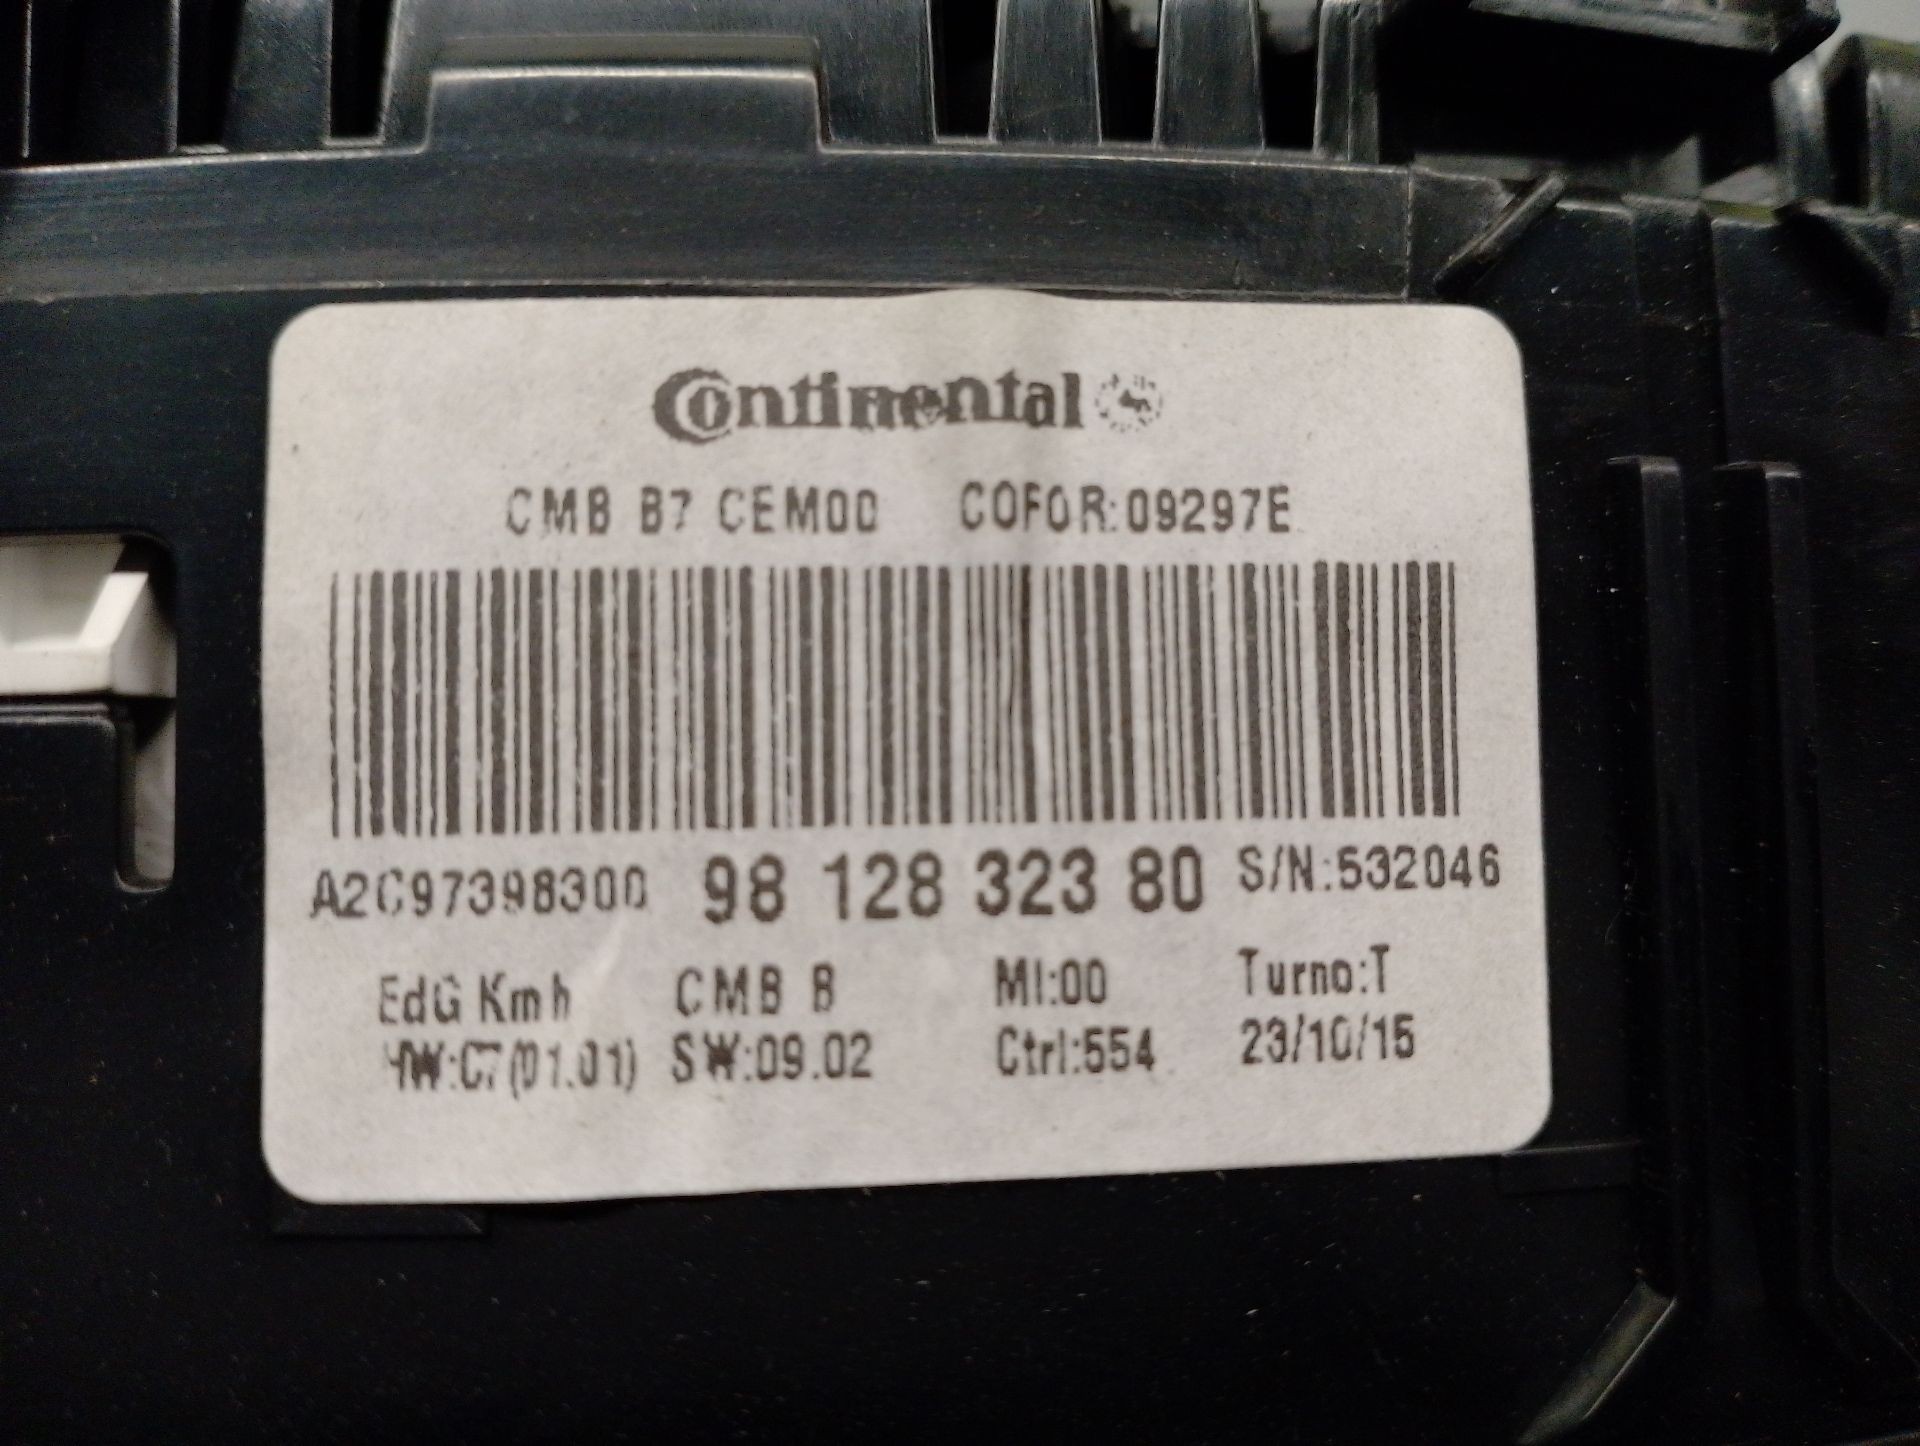 Continental
CMB B7 CEM00 COFOR:09297E
A2C97398300 98 128 323 80 S/N:532046
EdG Kmh CMB B MI:00 Turno:T
HW:C7(01.01) SW:09.02 Ctrl:554 23/10/15